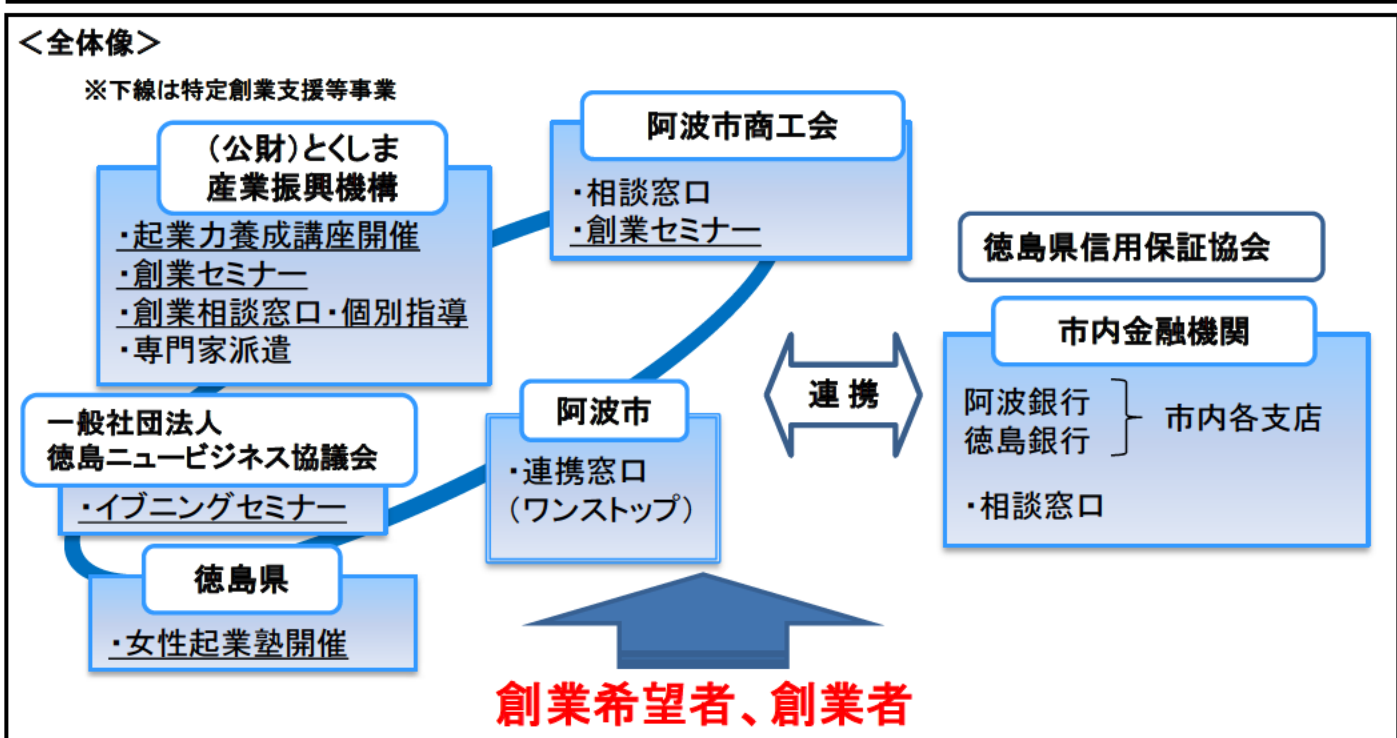 ＜全体像＞
※下線は特定創業支援等事業
（公財）とくしま
産業振興機構
・起業力養成講座開催
・創業セミナー
・創業相談窓口・個別指導
・専門家派遣
阿波市商工会
・相談窓口
・創業セミナー
徳島県信用保証協会
市内金融機関
阿波銀行
徳島銀行
市内各支店
・相談窓口
連携
一般社団法人
徳島ニュービジネス協議会
・イブニングセミナー
阿波市
・連携窓口
（ワンストップ）
徳島県
・女性起業塾開催
創業希望者、創業者